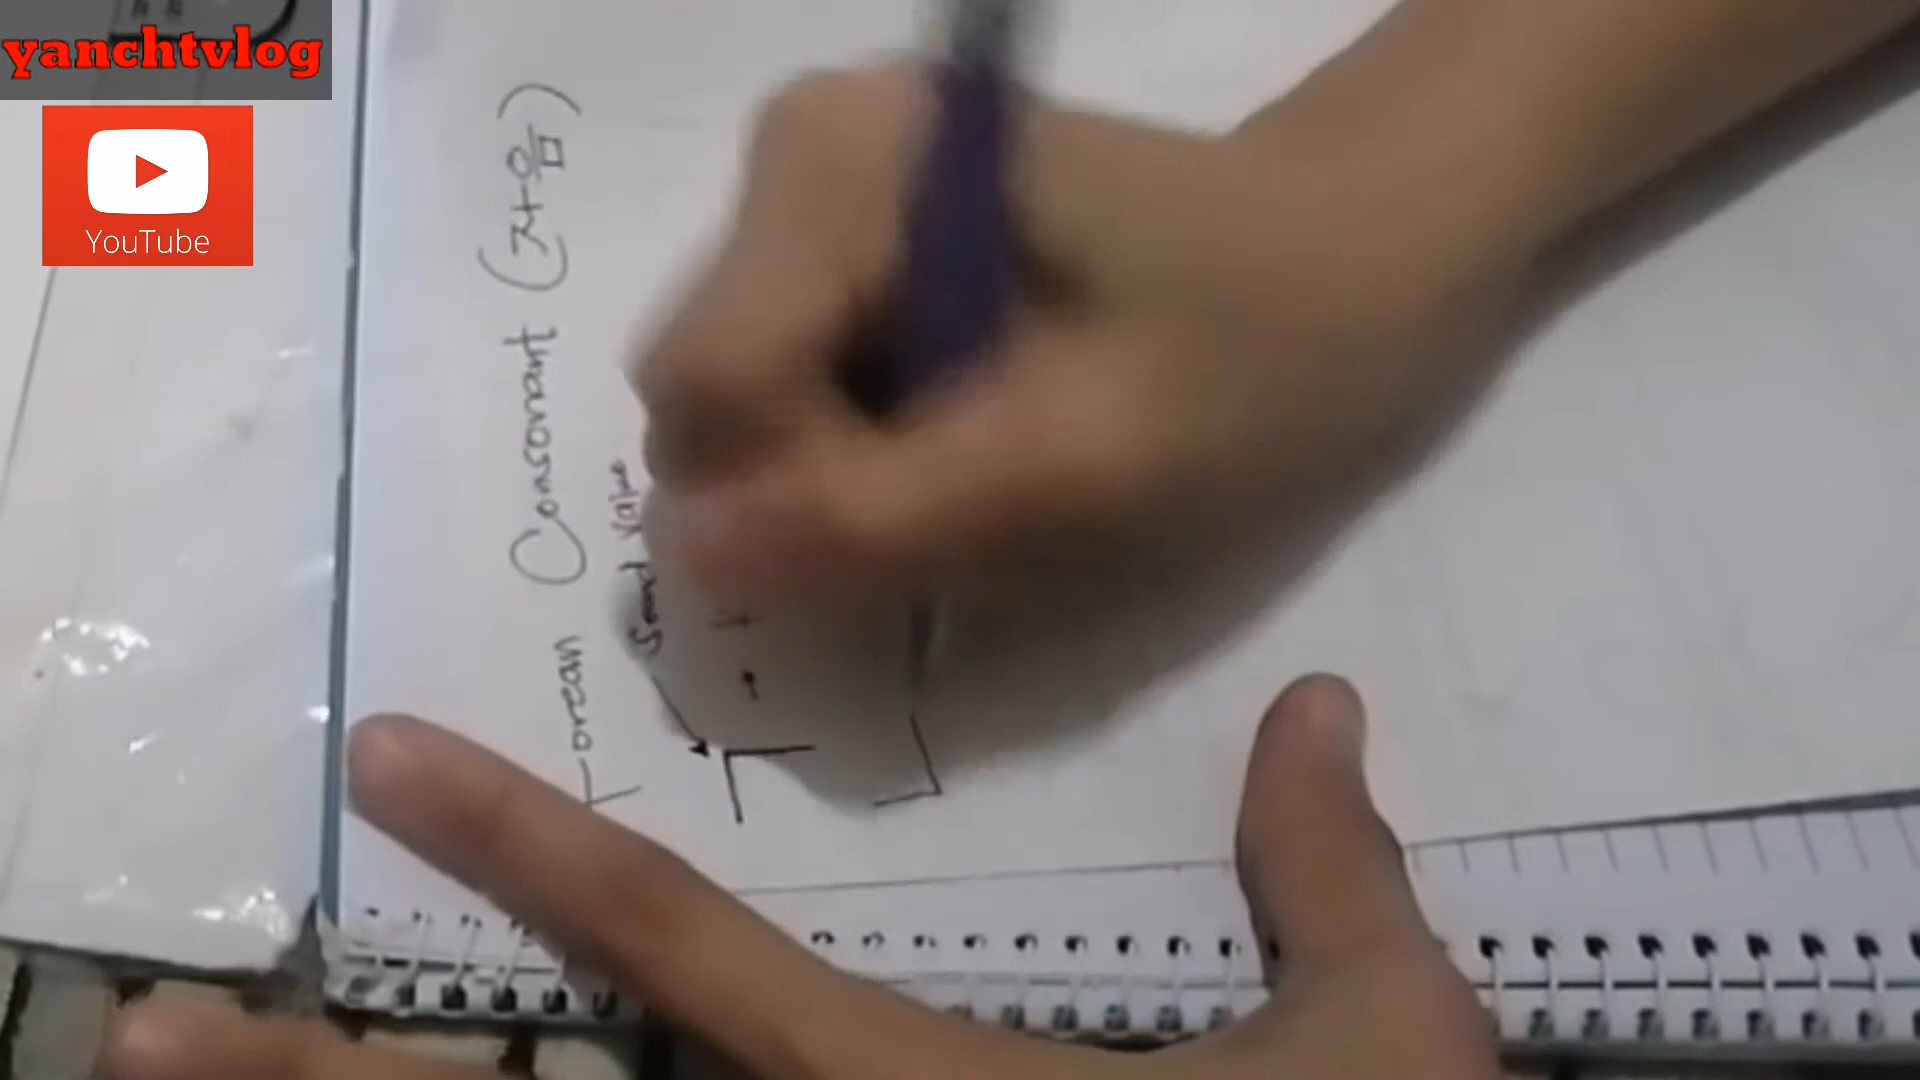 yanchtvlog
YouTube
Korean Consonant (자음)
Sound Value
ㄱ
ㄴ